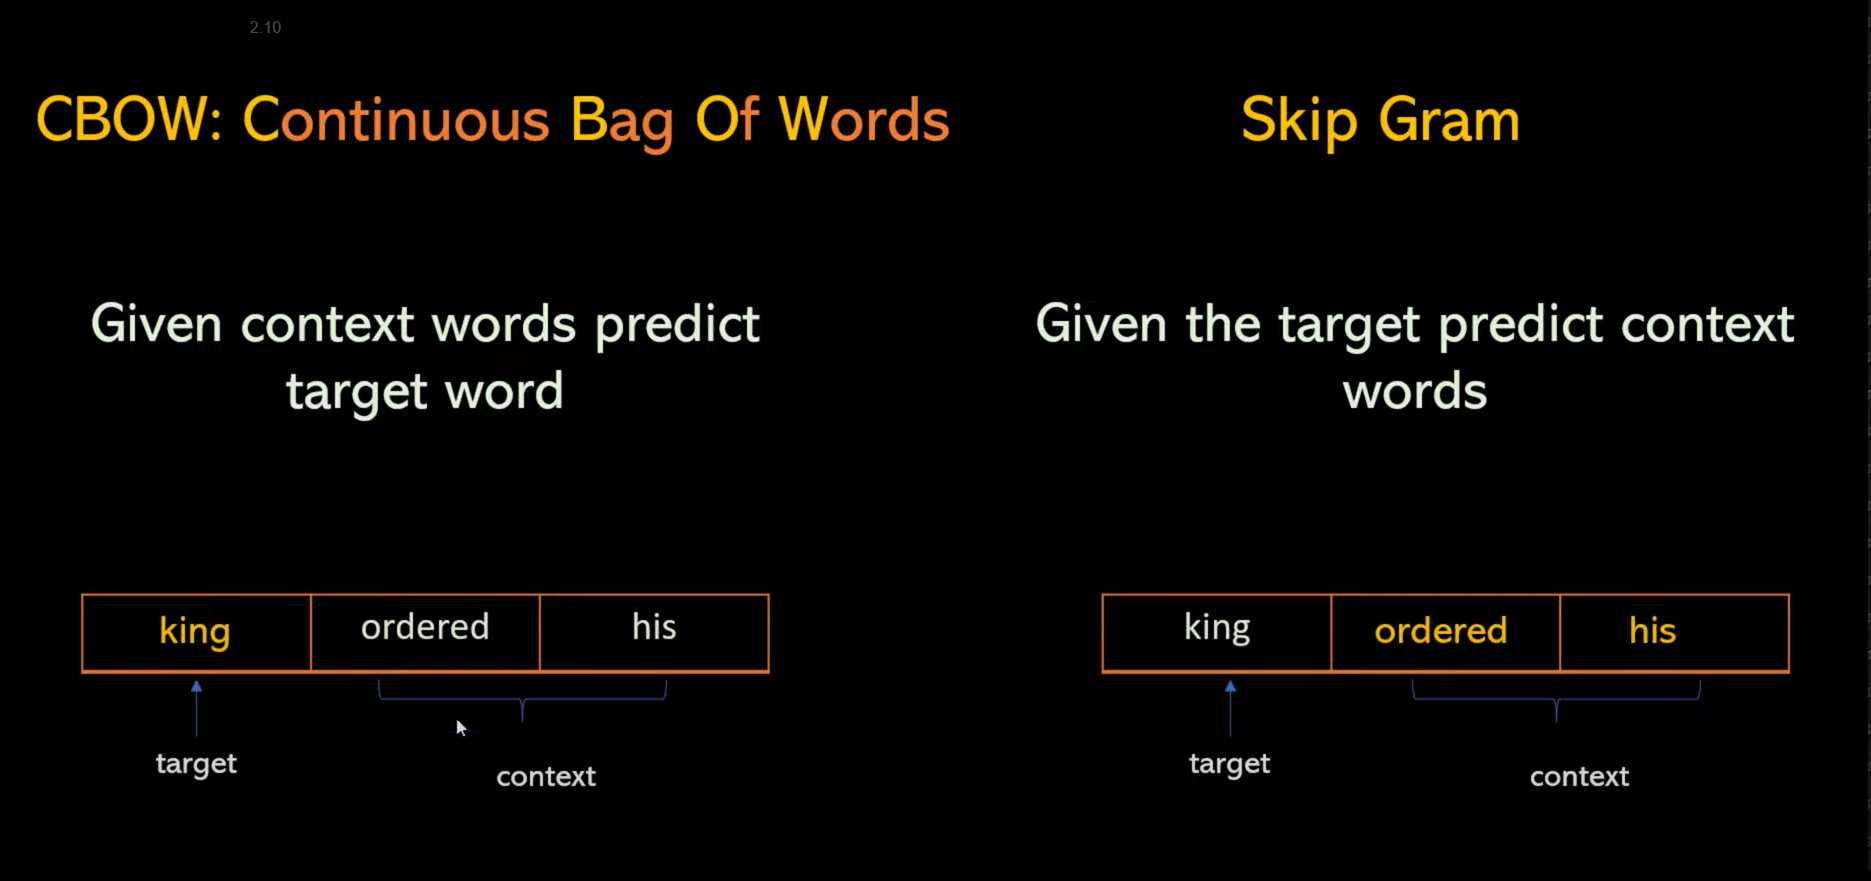 2.10
CBOW: Continuous Bag Of Words
Skip Gram
Given context words predict
target word
Given the target predict context
words
king ordered his
target
context
king ordered his
target
context